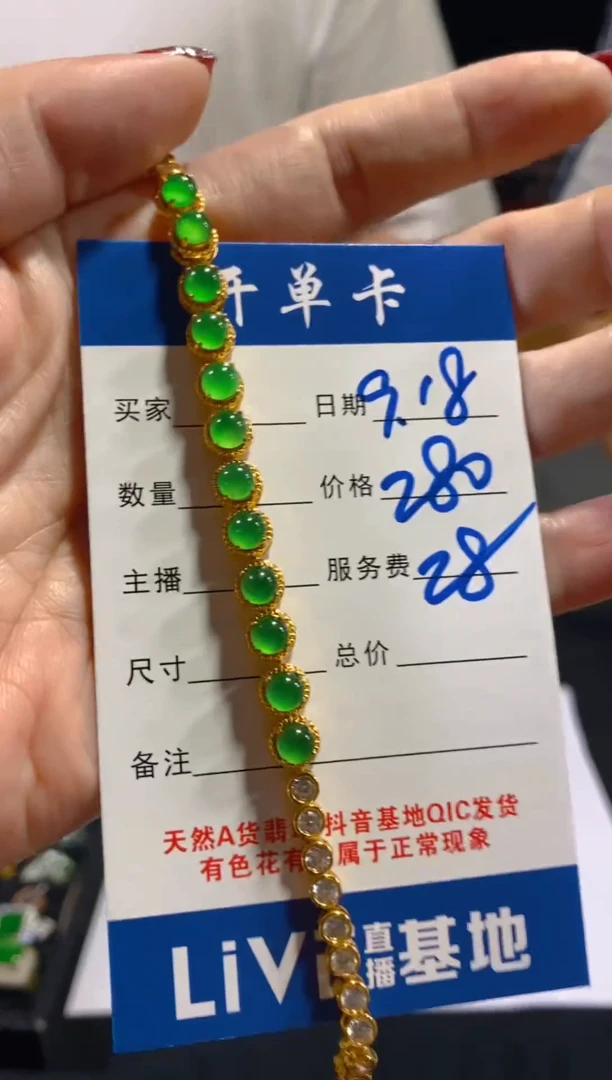 开单卡
买家 日期 9.18
数量 价格 280
主播 服务费 28
尺寸 总价
备注
天然A货翡 抖音基地QIC发货
有色花有 属于正常现象
LiVi 直播基地